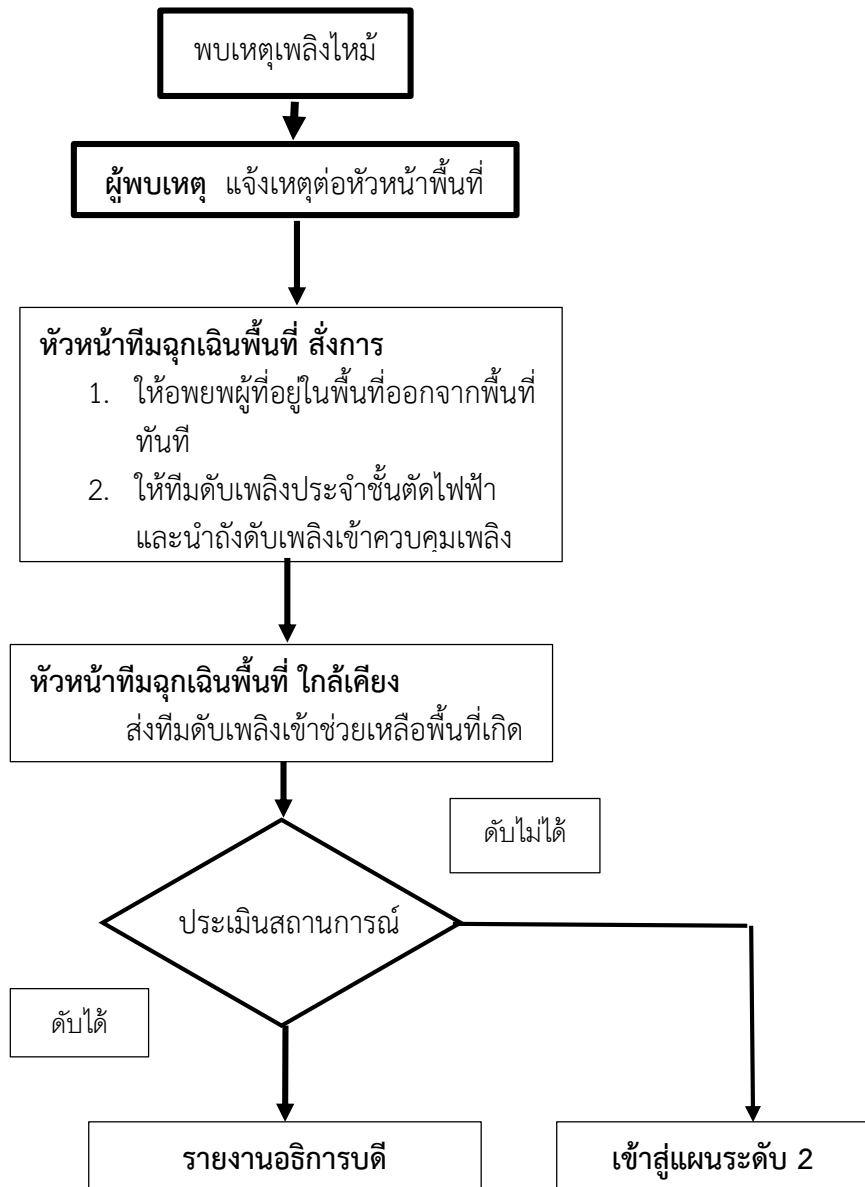 พบเหตุเพลิงไหม้
ผู้พบเหตุ แจ้งเหตุต่อหัวหน้าพื้นที่
หัวหน้าทีมฉุกเฉินพื้นที่ สั่งการ
1. ให้อพยพผู้ที่อยู่ในพื้นที่ออกจากพื้นที่
ทันที
2. ให้ทีมดับเพลิงประจำชั้นตัดไฟฟ้า
และนำถังดับเพลิงเข้าควบคุมเพลิง
หัวหน้าทีมฉุกเฉินพื้นที่ ใกล้เคียง
ส่งทีมดับเพลิงเข้าช่วยเหลือพื้นที่เกิด
ดับไม่ได้
ประเมินสถานการณ์
ดับได้
รายงานอธิการบดี
เข้าสู่แผนระดับ 2